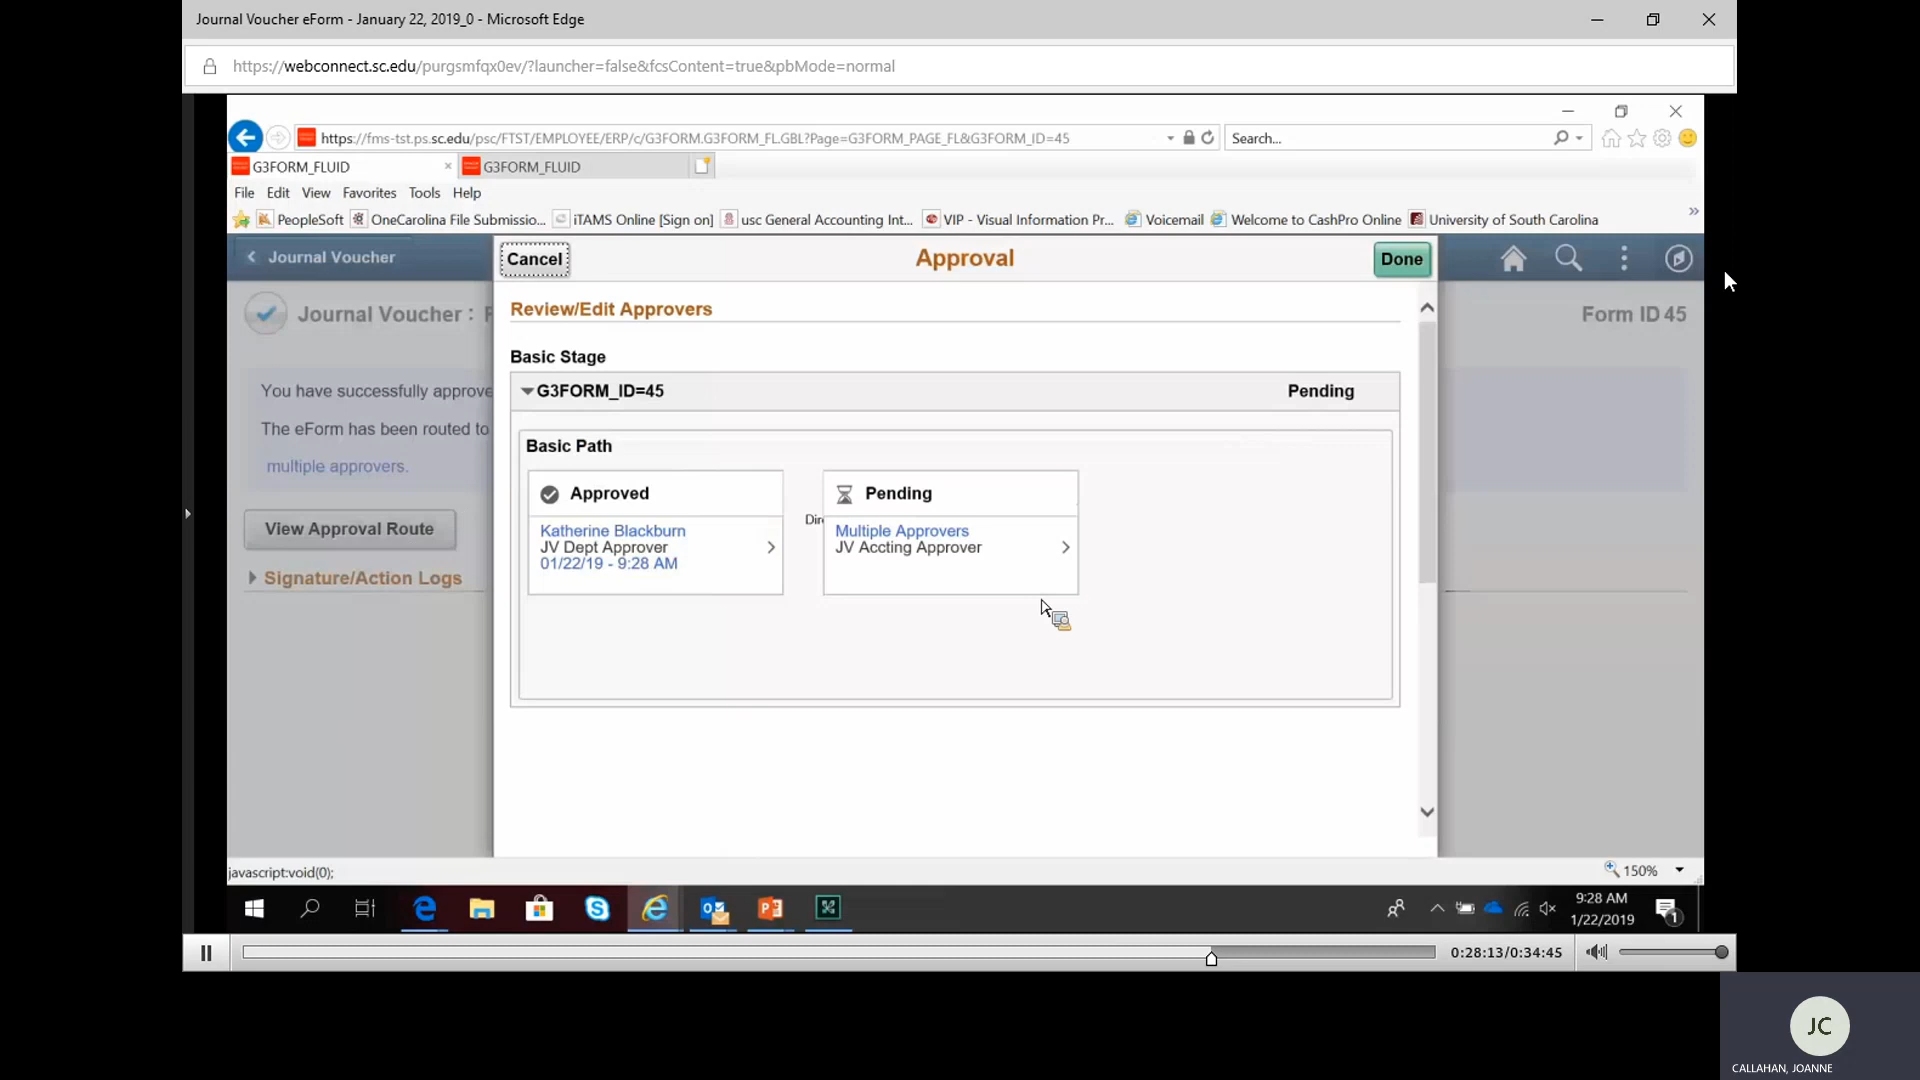 Journal Voucher eForm - January 22, 2019_0 - Microsoft Edge
https://webconnect.sc.edu/purgsmfqx0ev/?launcher=false&fcsContent=true&pbMode=normal
https://fms-tst.ps.sc.edu/psc/FTST/EMPLOYEE/ERP/c/G3FORM.G3FORM_FL.GBL?Page=G3FORM_PAGE_FL&G3FORM_ID=45
Search...
G3FORM_FLUID
G3FORM_FLUID
File Edit View Favorites Tools Help
PeopleSoft OneCarolina File Submissio... iTAMS Online [Sign on] usc General Accounting Int... VIP - Visual Information Pr... Voicemail Welcome to CashPro Online University of South Carolina
Journal Voucher
Cancel
Approval
Done
Journal Voucher :
Form ID 45
You have successfully approve
The eForm has been routed to
multiple approvers.
View Approval Route
Signature/Action Logs
Review/Edit Approvers
Basic Stage
G3FORM_ID=45
Pending
Basic Path
Approved
Katherine Blackburn
JV Dept Approver
01/22/19 - 9:28 AM
Dir
Pending
Multiple Approvers
JV Accting Approver
javascript:void(0);
150%
9:28 AM
1/22/2019
1
0:28:13/0:34:45
JC
CALLAHAN, JOANNE